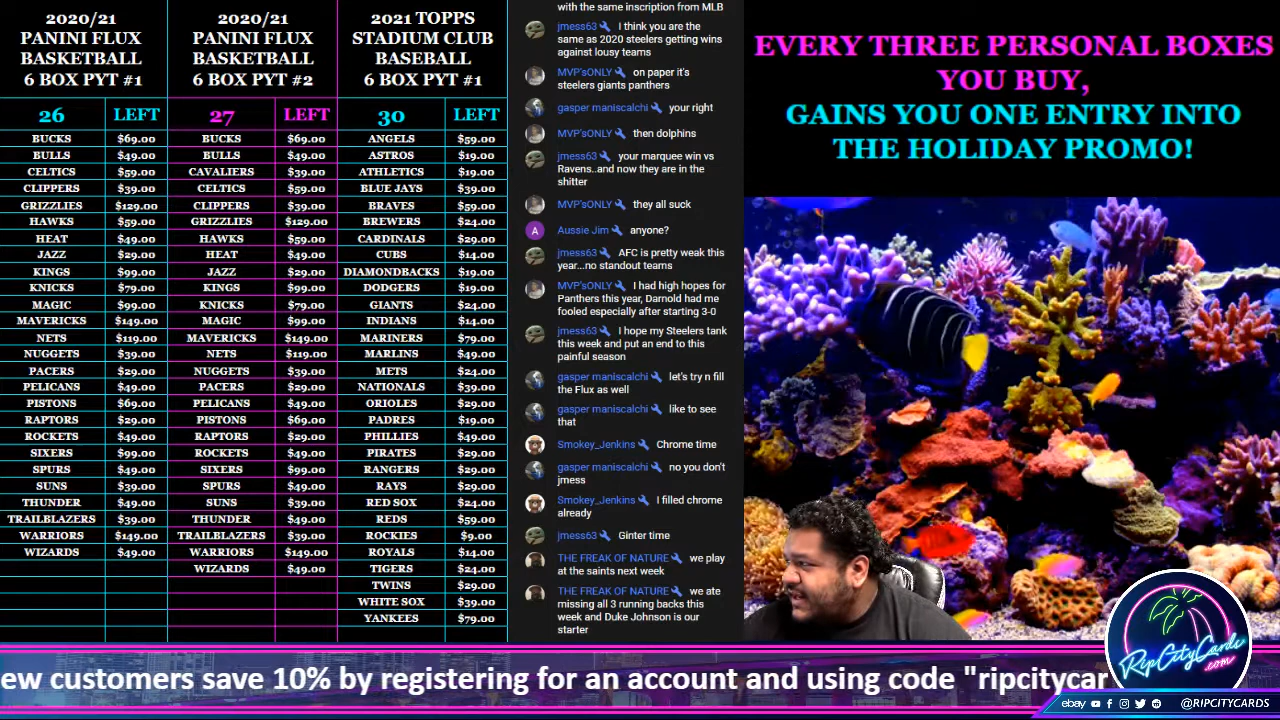 2020/21
PANINI FLUX
BASKETBALL
6 BOX PYT #1
26 LEFT
BUCKS $69.00
BULLS $49.00
CELTICS $59.00
CLIPPERS $39.00
GRIZZLIES $129.00
HAWKS $59.00
HEAT $49.00
JAZZ $29.00
KINGS $99.00
KNICKS $79.00
MAGIC $99.00
MAVERICKS $149.00
NETS $119.00
NUGGETS $39.00
PACERS $29.00
PELICANS $49.00
PISTONS $69.00
RAPTORS $29.00
ROCKETS $49.00
SIXERS $99.00
SPURS $49.00
SUNS $39.00
THUNDER $49.00
TRAILBLAZERS $39.00
WARRIORS $149.00
WIZARDS $49.00
2020/21
PANINI FLUX
BASKETBALL
6 BOX PYT #2
27 LEFT
BUCKS $69.00
BULLS $49.00
CAVALIERS $39.00
CELTICS $59.00
CLIPPERS $39.00
GRIZZLIES $129.00
HAWKS $59.00
HEAT $49.00
JAZZ $29.00
KINGS $99.00
KNICKS $79.00
MAGIC $99.00
MAVERICKS $149.00
NETS $119.00
NUGGETS $39.00
PACERS $29.00
PELICANS $49.00
PISTONS $69.00
RAPTORS $29.00
ROCKETS $49.00
SIXERS $99.00
SPURS $49.00
SUNS $39.00
THUNDER $49.00
TRAILBLAZERS $39.00
WARRIORS $149.00
WIZARDS $49.00
2021 TOPPS
STADIUM CLUB
BASEBALL
6 BOX PYT #1
30 LEFT
ANGELS $59.00
ASTROS $19.00
ATHLETICS $19.00
BLUE JAYS $39.00
BRAVES $59.00
BREWERS $24.00
CARDINALS $29.00
CUBS $14.00
DIAMONDBACKS $19.00
DODGERS $19.00
GIANTS $24.00
INDIANS $14.00
MARINERS $79.00
MARLINS $49.00
METS $24.00
NATIONALS $39.00
ORIOLES $29.00
PADRES $19.00
PHILLIES $49.00
PIRATES $29.00
RANGERS $29.00
RAYS $29.00
RED SOX $24.00
REDS $59.00
ROCKIES $9.00
ROYALS $14.00
TIGERS $24.00
TWINS $29.00
WHITE SOX $39.00
YANKEES $79.00
with the same inscription from MLB
jmess63 I think you are the
same as 2020 steelers getting wins
against lousy teams
MVP'sONLY on paper it's
steelers giants panthers
gasper maniscalchi your right
MVP'sONLY then dolphins
jmess63 your marquee win vs
Ravens..and now they are in the
shitter
MVP'sONLY they all suck
A Aussie Jim anyone?
jmess63 AFC is pretty weak this
year...no standout teams
MVP'sONLY I had high hopes for
Panthers this year, Darnold had me
fooled especially after starting 3-0
jmess63 I hope my Steelers tank
this week and put an end to this
painful season
gasper maniscalchi let's try n fill
the Flux as well
gasper maniscalchi like to see
that
Smokey_Jenkins Chrome time
gasper maniscalchi no you don't
jmess
Smokey_Jenkins I filled chrome
already
jmess63 Ginter time
THE FREAK OF NATURE we play
at the saints next week
THE FREAK OF NATURE we ate
missing all 3 running backs this
week and Duke Johnson is our
starter
EVERY THREE PERSONAL BOXES
YOU BUY,
GAINS YOU ONE ENTRY INTO
THE HOLIDAY PROMO!
RipCityCards
.com
ew customers save 10% by registering for an account and using code "ripcitycar
ebay @RIPCITYCARDS